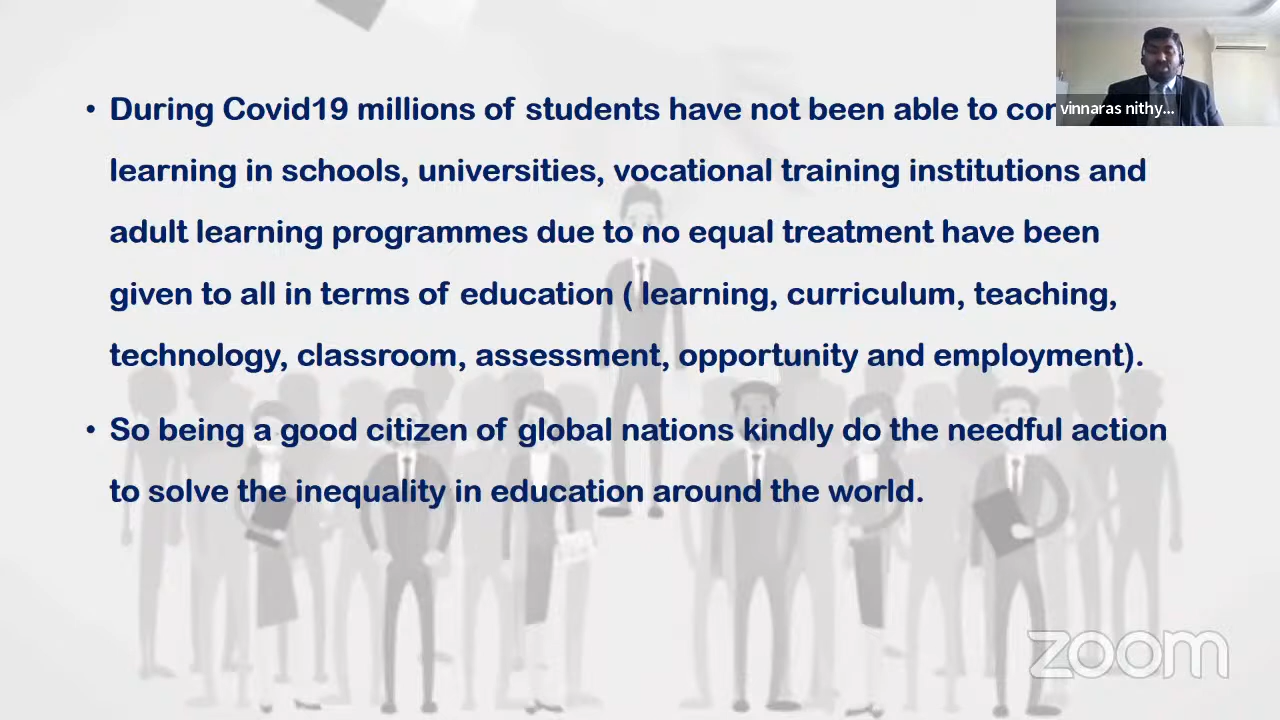 • During Covid19 millions of students have not been able to
learning in schools, universities, vocational training institutions and
adult learning programmes due to no equal treatment have been
given to all in terms of education ( learning, curriculum, teaching,
technology, classroom, assessment, opportunity and employment).
• So being a good citizen of global nations kindly do the needful action
to solve the inequality in education around the world.
vinnaras nithy...
zoom